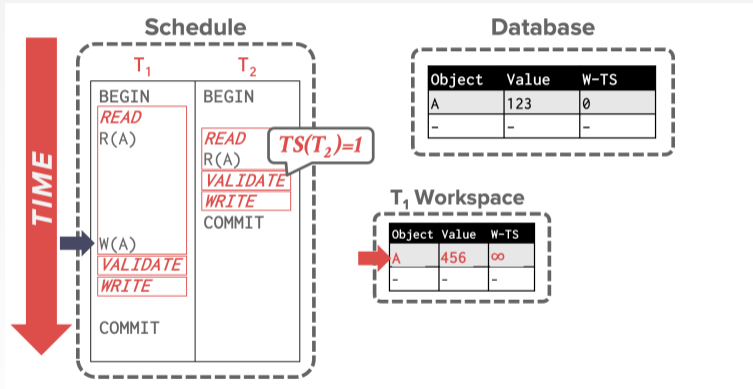 Schedule
TIME
T1
BEGIN
READ
R(A)
W(A)
VALIDATE
WRITE
COMMIT
T2
BEGIN
READ
R(A)
VALIDATE
WRITE
COMMIT
TS(T2)=1
Database
Object Value W-TS
A 123 0
- - -
T1 Workspace
Object Value W-TS
A 456 ∞
- - -